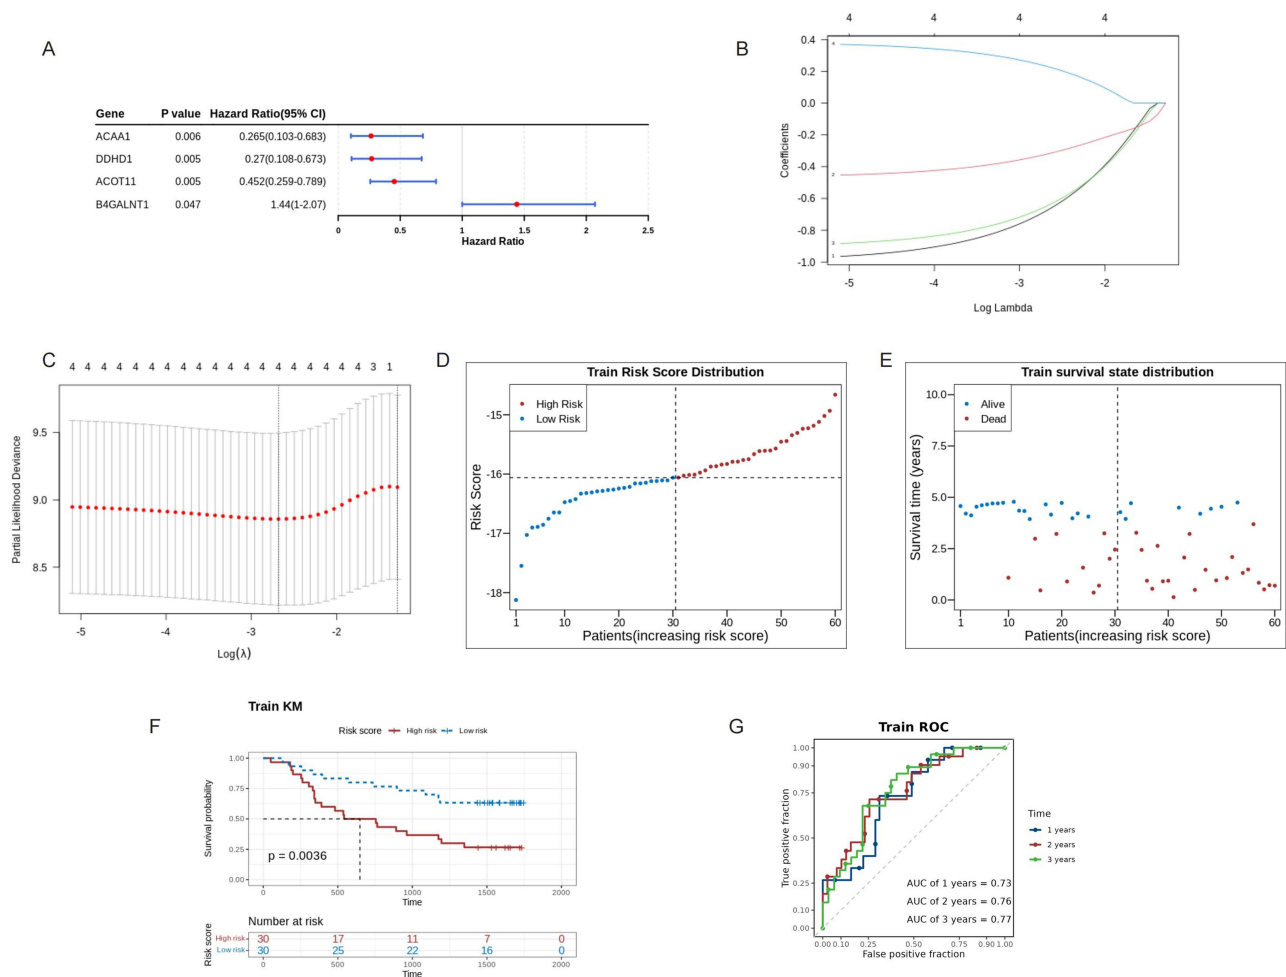 A
Gene P value Hazard Ratio(95% CI)
ACAA1 0.006 0.265(0.103-0.683)
DDHD1 0.005 0.27(0.108-0.673)
ACOT11 0.005 0.452(0.259-0.789)
B4GALNT1 0.047 1.44(1-2.07)
0 0.5 1 1.5 2 2.5
Hazard Ratio
B
4 4 4 4
0.4
0.2
0.0
-0.2
-0.4
-0.6
-0.8
-1.0
Coefficients
4
2
3
1
-5 -4 -3 -2
Log Lambda
C
4 4 4 4 4 4 4 4 4 4 4 4 4 4 4 4 4 3 1
9.5
9.0
8.5
Partial Likelihood Deviance
-5 -4 -3 -2
Log(λ)
D
Train Risk Score Distribution
High Risk
Low Risk
-15
-16
-17
-18
Risk Score
1 10 20 30 40 50 60
Patients(increasing risk score)
E
Train survival state distribution
Alive
Dead
10.0
7.5
5.0
2.5
0.0
Survival time (years)
1 10 20 30 40 50 60
Patients(increasing risk score)
F
Train KM
Risk score High risk Low risk
1.00
0.75
0.50
0.25
0.00
Survival probability
p = 0.0036
0 500 1000 1500 2000
Time
Number at risk
Risk score
High risk 30 17 11 7 0
Low risk 30 25 22 16 0
0 500 1000 1500 2000
Time
G
Train ROC
1.00
0.90
0.75
0.50
0.25
0.10
0.00
True positive fraction
AUC of 1 years = 0.73
AUC of 2 years = 0.76
AUC of 3 years = 0.77
0.00 0.10 0.25 0.50 0.75 0.90 1.00
False positive fraction
Time
1 years
2 years
3 years